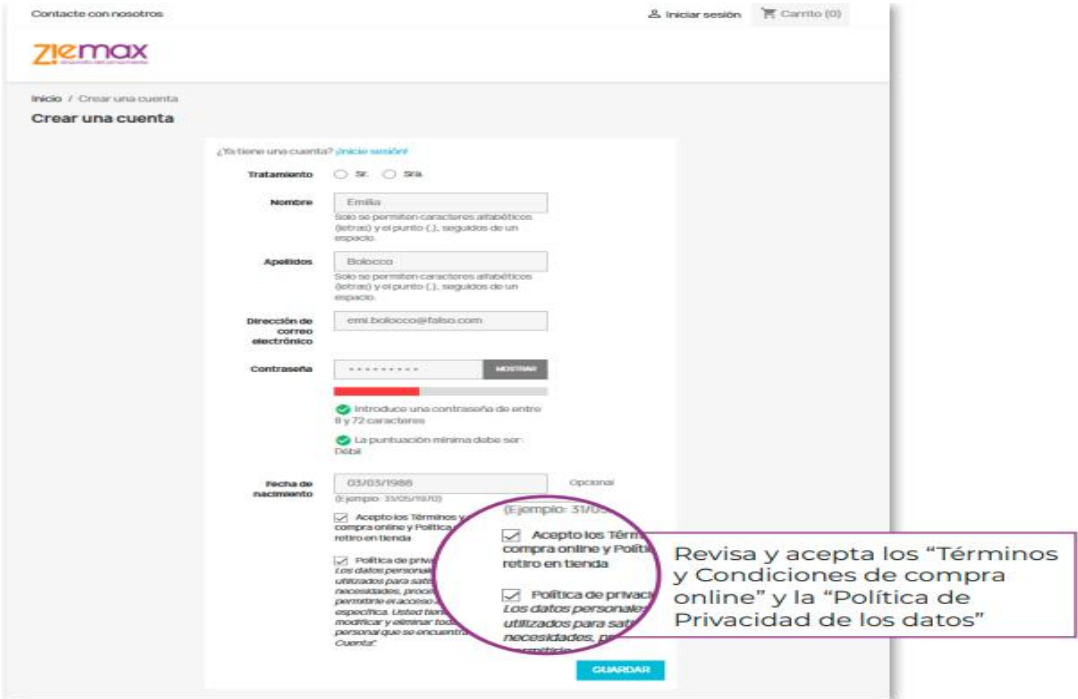 Contacte con nosotros
Iniciar sesión
Carrito (0)
ziemax
Inicio / Crear una cuenta
Crear una cuenta
¿Ya tiene una cuenta? ¡Inicie sesión!
Tratamiento
Sr.
Sra.
Nombre
Emilia
Solo se permiten caracteres alfabéticos
(letras) y el punto (.), seguidos de un
espacio.
Apellidos
Bolocco
Solo se permiten caracteres alfabéticos
(letras) y el punto (.), seguidos de un
espacio.
Dirección de
correo
electrónico
emi.bolocco@falso.com
Contraseña
MOSTRAR
Introduce una contraseña de entre
8 y 72 caracteres
La puntuación mínima debe ser:
Débil
Fecha de
nacimiento
03/03/1986
Opcional
(Ejemplo: 31/05/1970)
Acepto los Términos y
compra online y Política
retiro en tienda
Política de priva
Los datos personale
utilizados para sati
necesidades, proce
permitirle el acceso
específica. Usted tien
modificar y eliminar tod
personal que se encuentra
Cuenta".
(Ejemplo: 31/05
Acepto los Térm
compra online y Políti
retiro en tienda
Política de privaci
Los datos personales
utilizados para sat
necesidades, p
GUARDAR
Revisa y acepta los “Términos
y Condiciones de compra
online” y la “Política de
Privacidad de los datos”